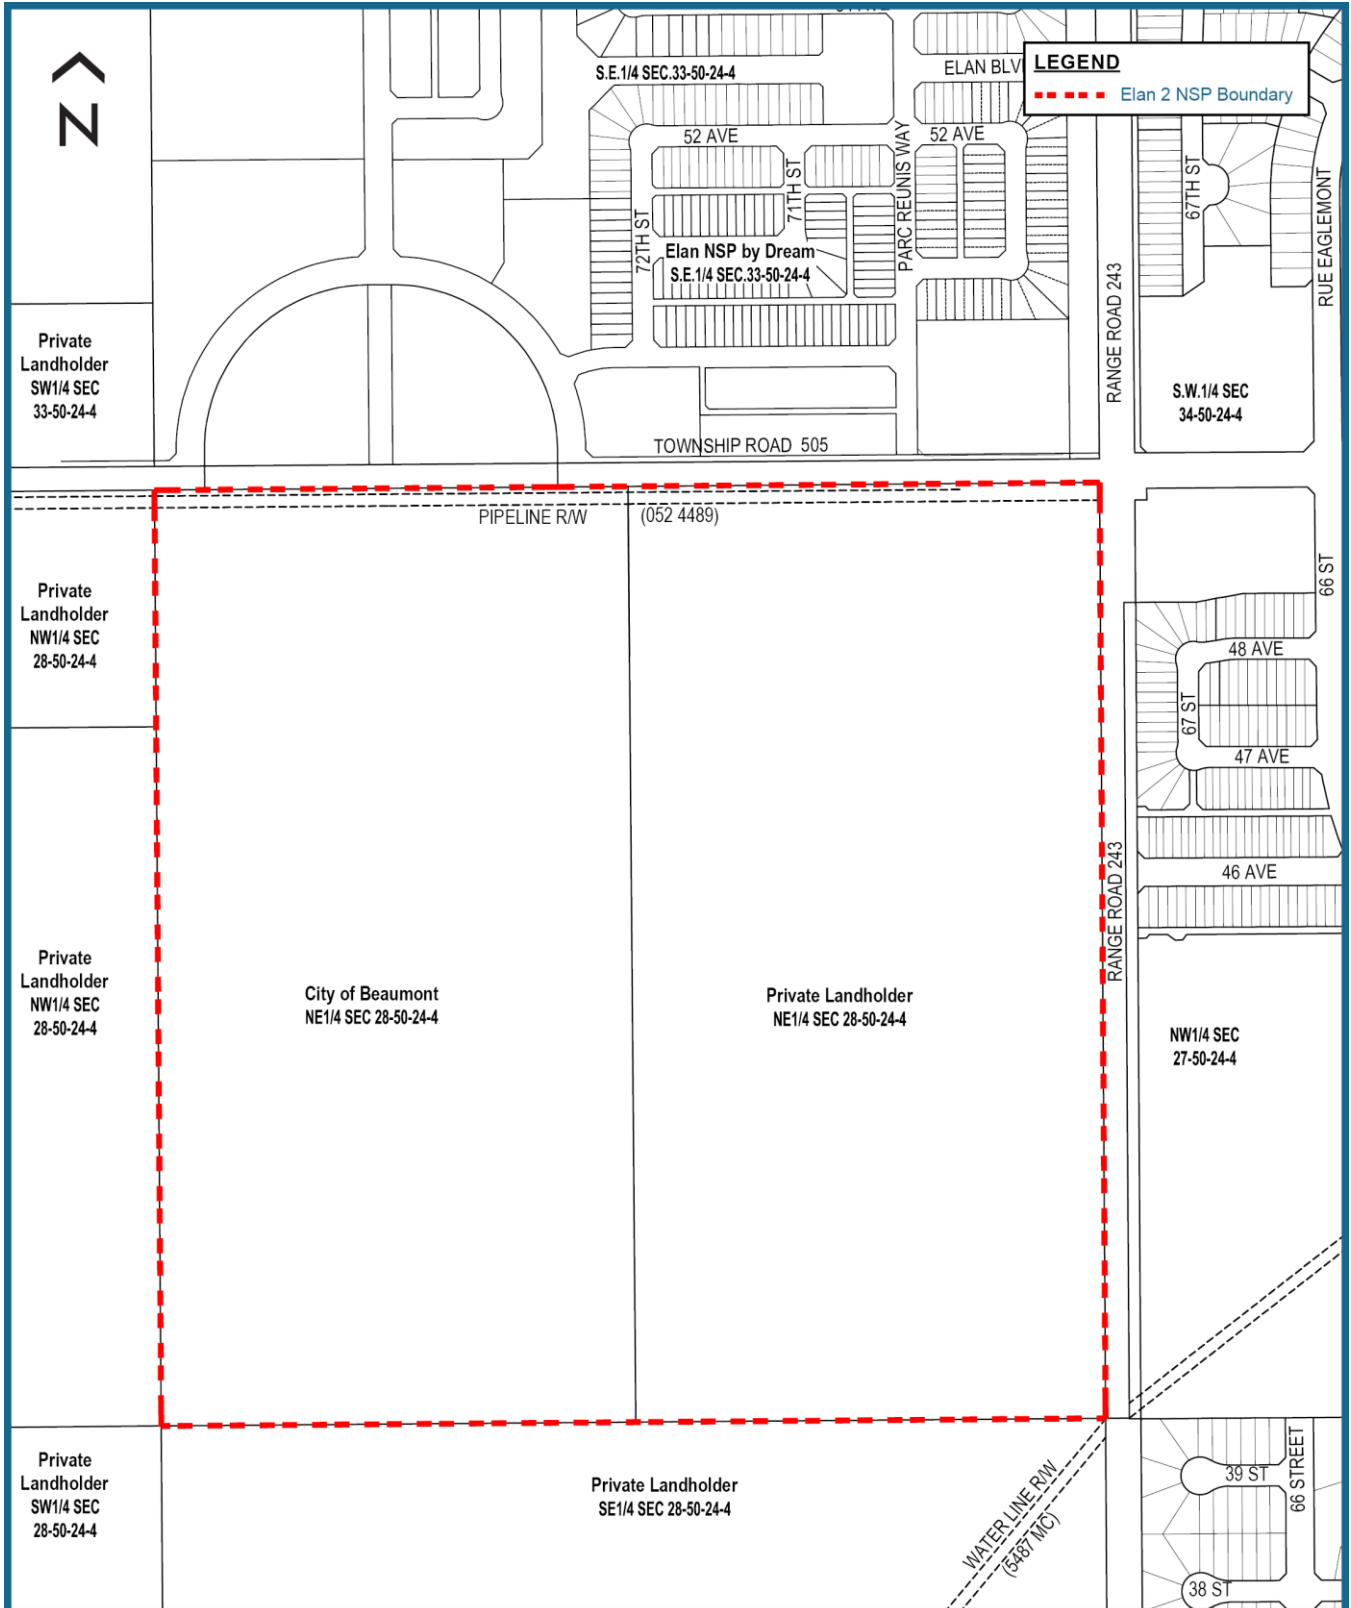 N
LEGEND
Elan 2 NSP Boundary
S.E.1/4 SEC.33-50-24-4
ELAN BLV
52 AVE
52 AVE
71TH ST
72TH ST
PARC REUNIS WAY
67TH ST
RUE EAGLEMONT
Elan NSP by Dream
S.E.1/4 SEC.33-50-24-4
RANGE ROAD 243
Private
Landholder
SW1/4 SEC
33-50-24-4
S.W.1/4 SEC
34-50-24-4
TOWNSHIP ROAD 505
PIPELINE R/W
(052 4489)
66 ST
Private
Landholder
NW1/4 SEC
28-50-24-4
48 AVE
67 ST
47 AVE
46 AVE
RANGE ROAD 243
Private
Landholder
NW1/4 SEC
28-50-24-4
City of Beaumont
NE1/4 SEC 28-50-24-4
Private Landholder
NE1/4 SEC 28-50-24-4
NW1/4 SEC
27-50-24-4
Private
Landholder
SW1/4 SEC
28-50-24-4
Private Landholder
SE1/4 SEC 28-50-24-4
WATER LINE R/W
(5487 MC)
39 ST
66 STREET
38 ST